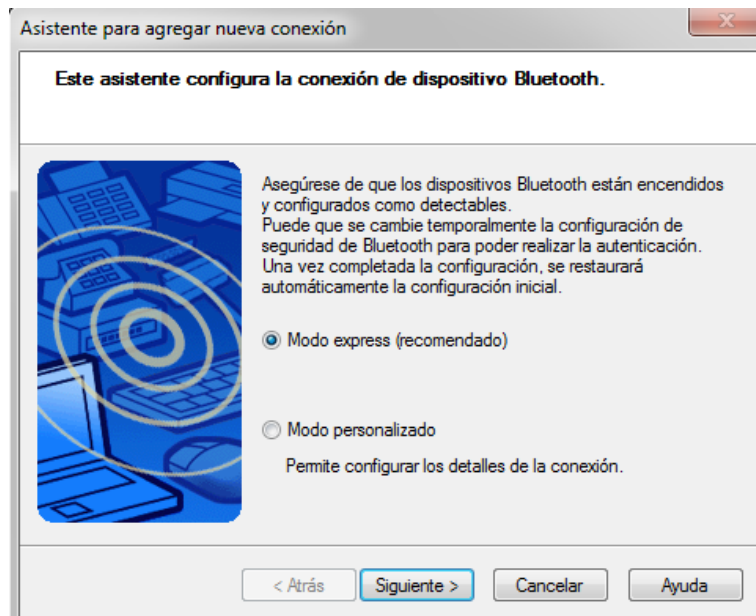 Asistente para agregar nueva conexión
Este asistente configura la conexión de dispositivo Bluetooth.
Asegúrese de que los dispositivos Bluetooth están encendidos
y configurados como detectables.
Puede que se cambie temporalmente la configuración de
seguridad de Bluetooth para poder realizar la autenticación.
Una vez completada la configuración, se restaurará
automáticamente la configuración inicial.
Modo express (recomendado)
Modo personalizado
Permite configurar los detalles de la conexión.
< Atrás Siguiente > Cancelar Ayuda